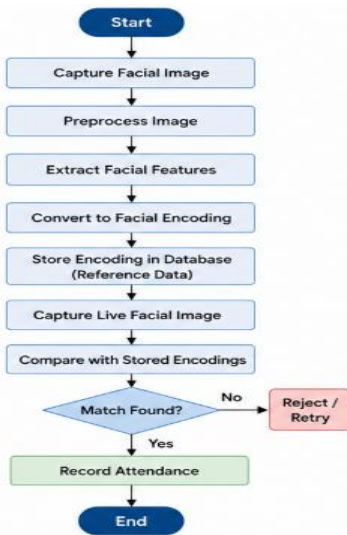 Start
Capture Facial Image
Preprocess Image
Extract Facial Features
Convert to Facial Encoding
Store Encoding in Database
(Reference Data)
Capture Live Facial Image
Compare with Stored Encodings
Match Found?
No
Reject /
Retry
Yes
Record Attendance
End